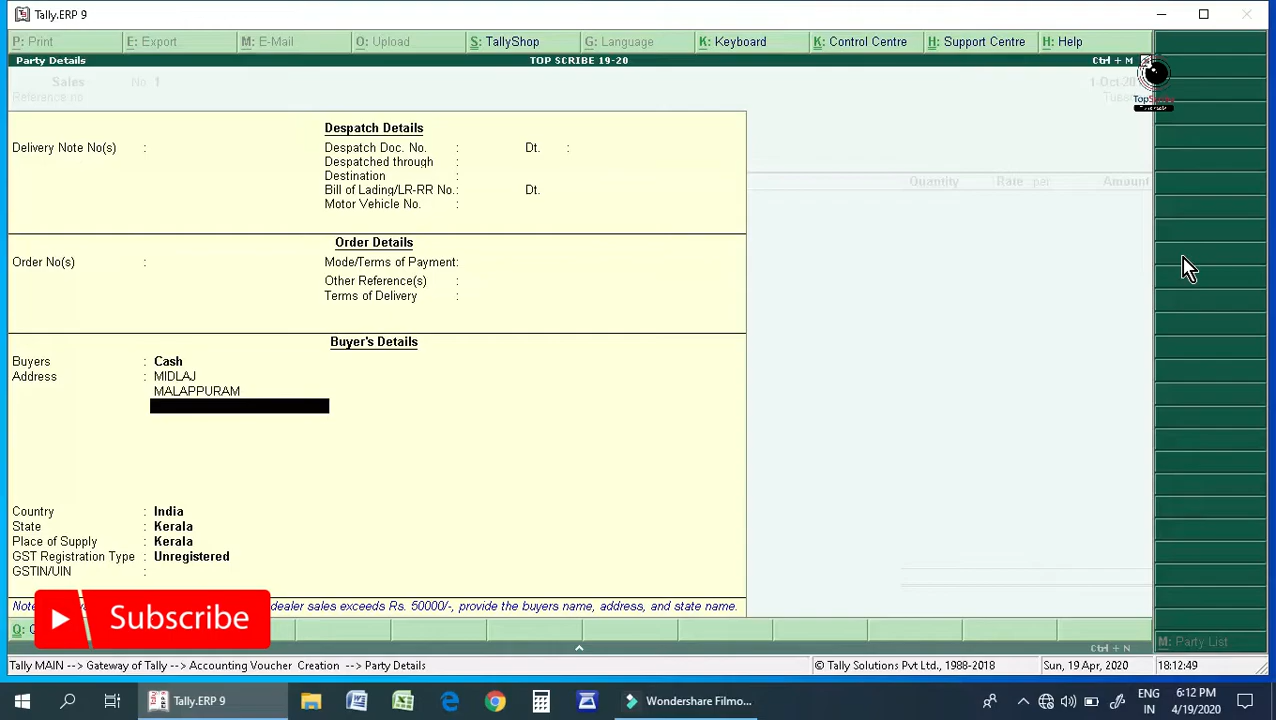 Tally.ERP 9
P: Print E: Export M: E-Mail O: Upload S: TallyShop G: Language K: Keyboard K: Control Centre H: Support Centre H: Help
Party Details TOP SCRIBE 19-20 Ctrl + M
Sales No. 1
Reference no.
Despatch Details
Delivery Note No(s) :
Despatch Doc. No. : Dt. :
Despatched through :
Destination :
Bill of Lading/LR-RR No. : Dt.
Motor Vehicle No. :
Quantity Rate per Amount
Order Details
Order No(s) :
Mode/Terms of Payment:
Other Reference(s) :
Terms of Delivery :
Buyer's Details
Buyers : Cash
Address : MIDLAJ
MALAPPURAM
Country : India
State : Kerala
Place of Supply : Kerala
GST Registration Type : Unregistered
GSTIN/UIN :
dealer sales exceeds Rs. 50000/-, provide the buyers name, address, and state name.
Subscribe
Q:
M: Party List
Ctrl + N
Tally MAIN --> Gateway of Tally --> Accounting Voucher Creation --> Party Details © Tally Solutions Pvt Ltd., 1988-2018 Sun, 19 Apr, 2020 18:12:49
Tally.ERP 9 Wondershare Filmo... ENG IN 6:12 PM 4/19/2020